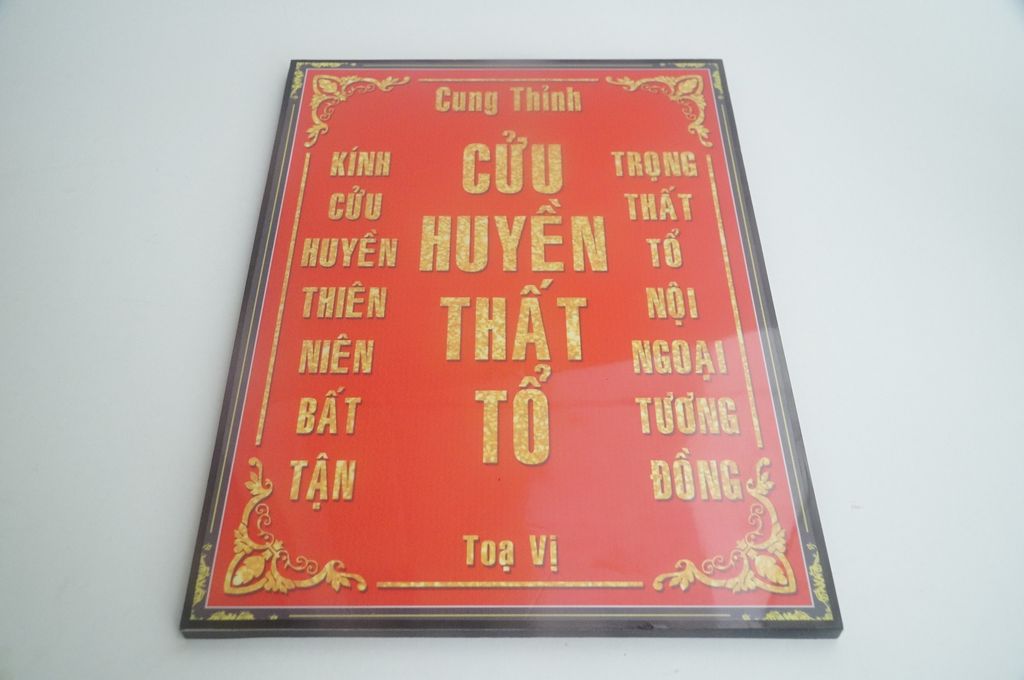 Cung Thỉnh
KÍNH
CỬU
HUYỀN
THIÊN
NIÊN
BẤT
TẬN
CỬU
HUYỀN
THẤT
TỔ
TRỌNG
THẤT
TỔ
NỘI
NGOẠI
TƯƠNG
ĐỒNG
Toạ Vị